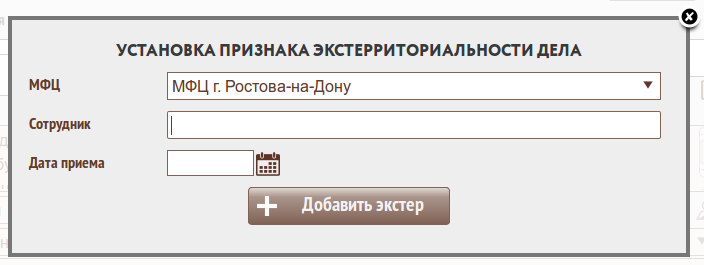 УСТАНОВКА ПРИЗНАКА ЭКСТЕРРИТОРИАЛЬНОСТИ ДЕЛА
МФЦ МФЦ г. Ростова-на-Дону
Сотрудник
Дата приема
Добавить экстер